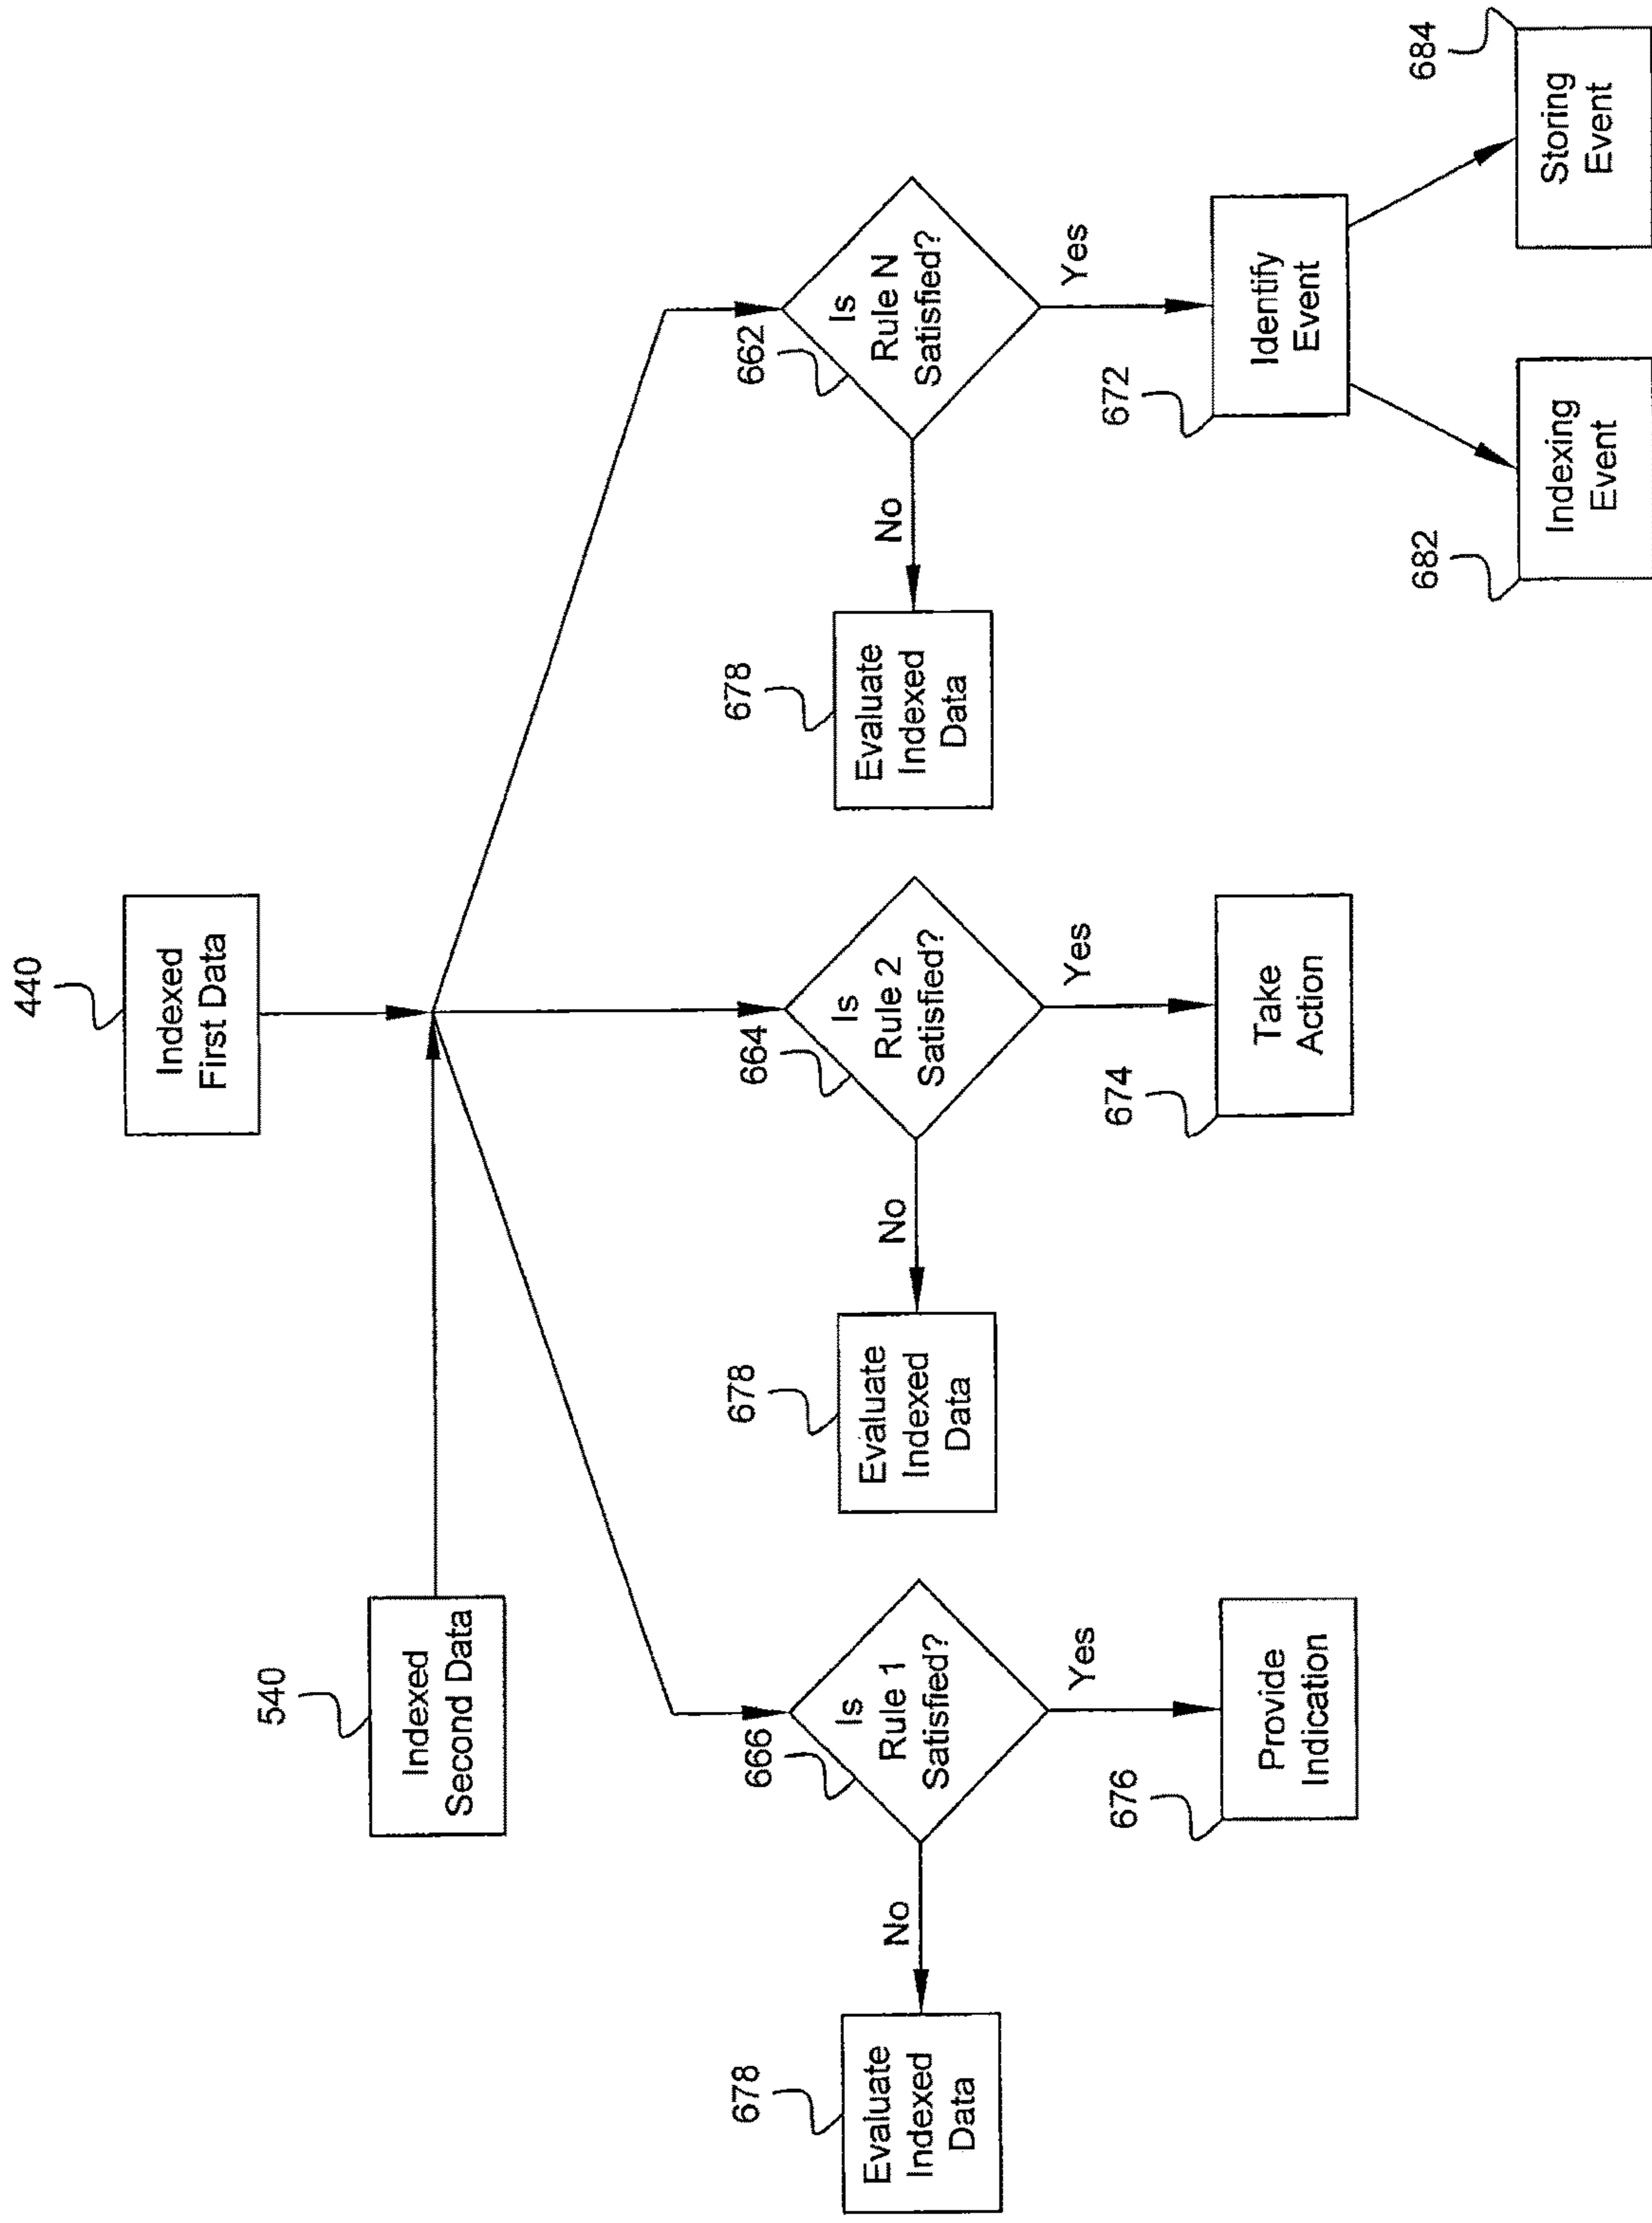 440
Indexed
First Data
540
Indexed
Second Data
666
Is
Rule 1
Satisfied?
No
Yes
678
Evaluate
Indexed
Data
676
Provide
Indication
664
Is
Rule 2
Satisfied?
No
Yes
678
Evaluate
Indexed
Data
674
Take
Action
662
Is
Rule N
Satisfied?
No
Yes
678
Evaluate
Indexed
Data
672
Identify
Event
682
Indexing
Event
684
Storing
Event